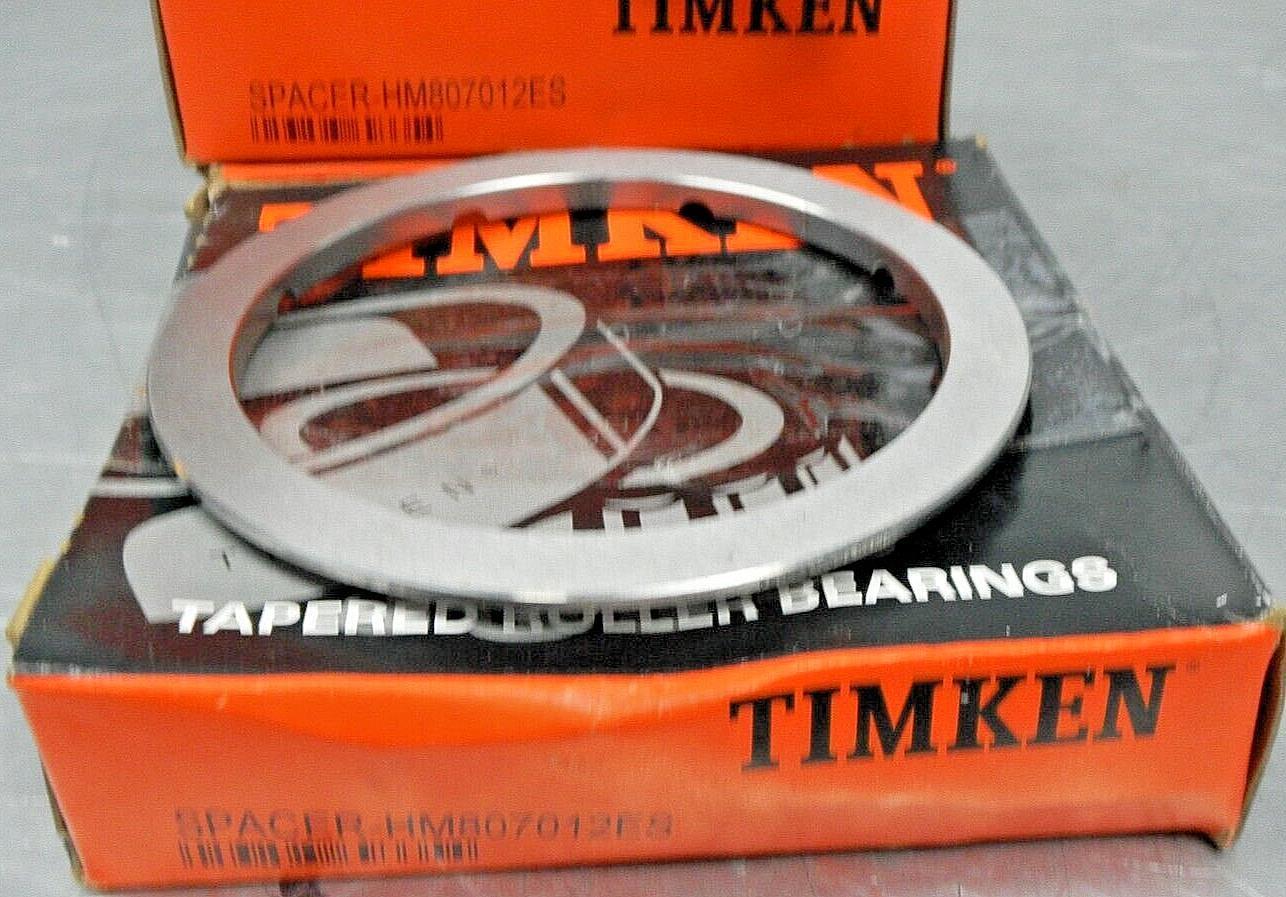 TIMKEN
SPACER-HM807012ES
TIMKEN
TAPERED ROLLER BEARINGS
TIMKEN
SPACER-HM807012ES